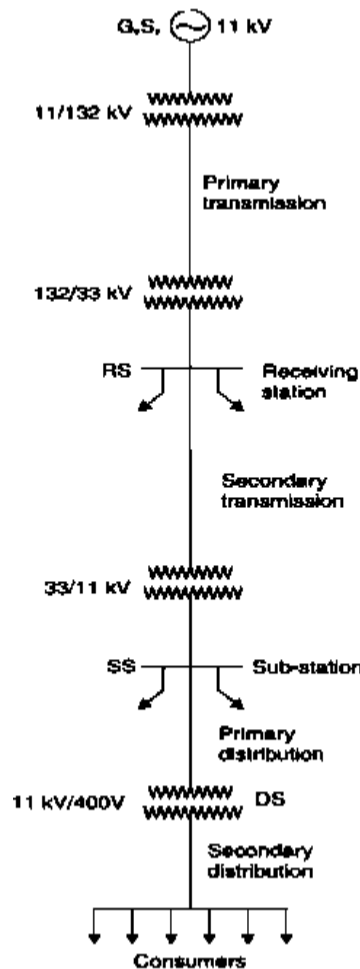 G.S. 11 kV
11/132 kV
Primary
transmission
132/33 kV
RS Receiving
station
Secondary
transmission
33/11 kV
SS Sub-station
Primary
distribution
11 kV/400V DS
Secondary
distribution
Consumers